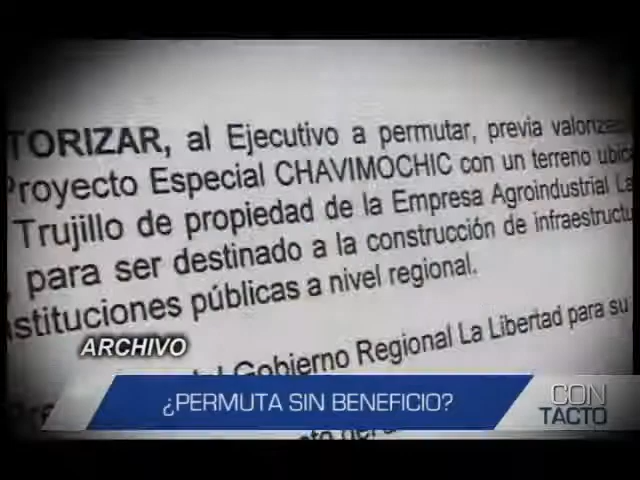 TORIZAR, al Ejecutivo a permutar, previa
Proyecto Especial CHAVIMOCHIC con un terreno
Trujillo de propiedad de la Empresa Agroindustrial
, para ser destinado a la construcción de
stituciones públicas a nivel regional.
Gobierno Regional La Libertad para su
ARCHIVO
¿PERMUTA SIN BENEFICIO?
CON
TACTO